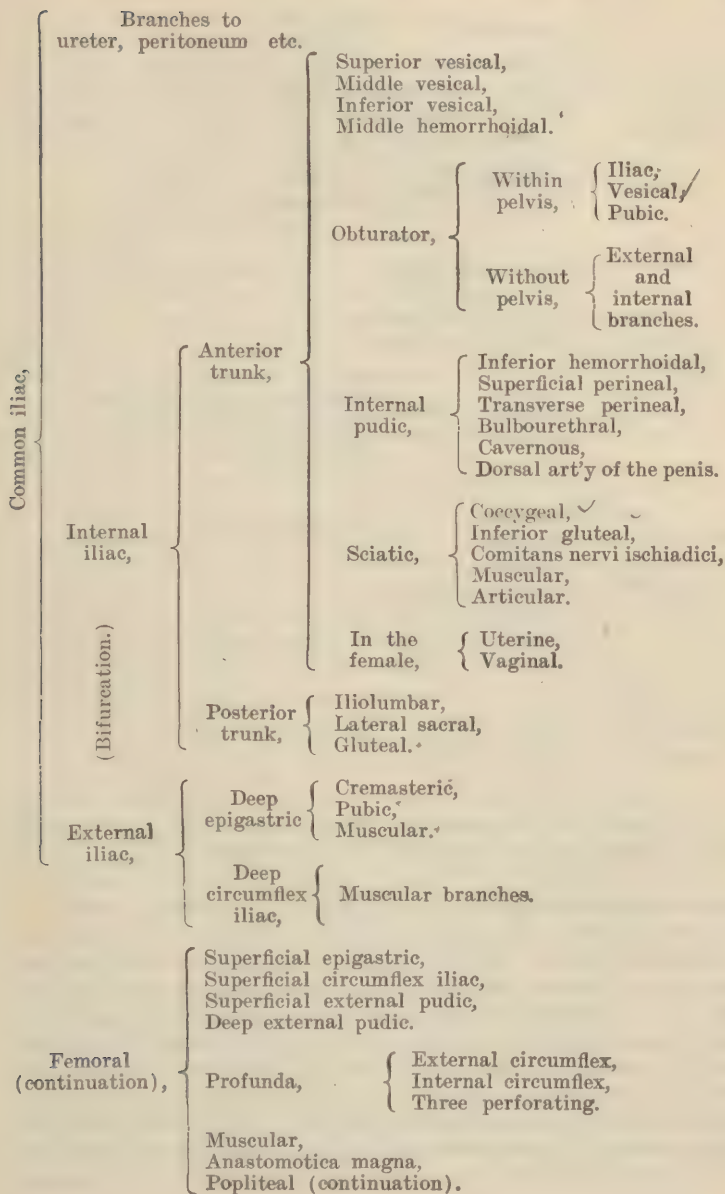 Common iliac,
Branches to
ureter, peritoneum etc.
Internal
iliac,
(Bifurcation.)
Anterior
trunk,
Superior vesical,
Middle vesical,
Inferior vesical,
Middle hemorrhoidal.
Obturator,
Within
pelvis,
Iliac,
Vesical,
Pubic.
Without
pelvis,
External
and
internal
branches.
Internal
pudic,
Inferior hemorrhoidal,
Superficial perineal,
Transverse perineal,
Bulbourethral,
Cavernous,
Dorsal art'y of the penis.
Sciatic,
Coccygeal,
Inferior gluteal,
Comitans nervi ischiadici,
Muscular,
Articular.
In the
female,
Uterine,
Vaginal.
Posterior
trunk,
Iliolumbar,
Lateral sacral,
Gluteal.
External
iliac,
Deep
epigastric
Cremasteric,
Pubic,
Muscular.
Deep
circumflex
iliac,
Muscular branches.
Femoral
(continuation),
Superficial epigastric,
Superficial circumflex iliac,
Superficial external pudic,
Deep external pudic.
Profunda,
External circumflex,
Internal circumflex,
Three perforating.
Muscular,
Anastomotica magna,
Popliteal (continuation).